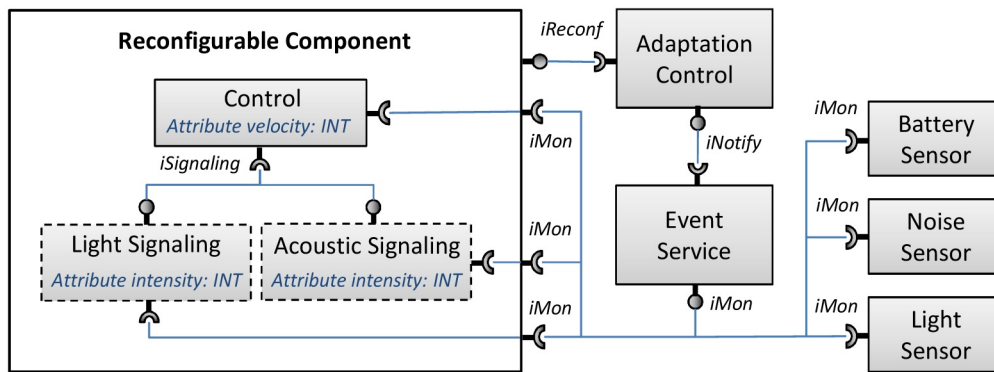 Reconfigurable Component
Control
Attribute velocity: INT
iSignaling
Light Signaling
Attribute intensity: INT
Acoustic Signaling
Attribute intensity: INT
iReconf
iMon
iMon
iMon
Adaptation
Control
iNotify
Event
Service
iMon
iMon
Battery
Sensor
iMon
Noise
Sensor
iMon
Light
Sensor